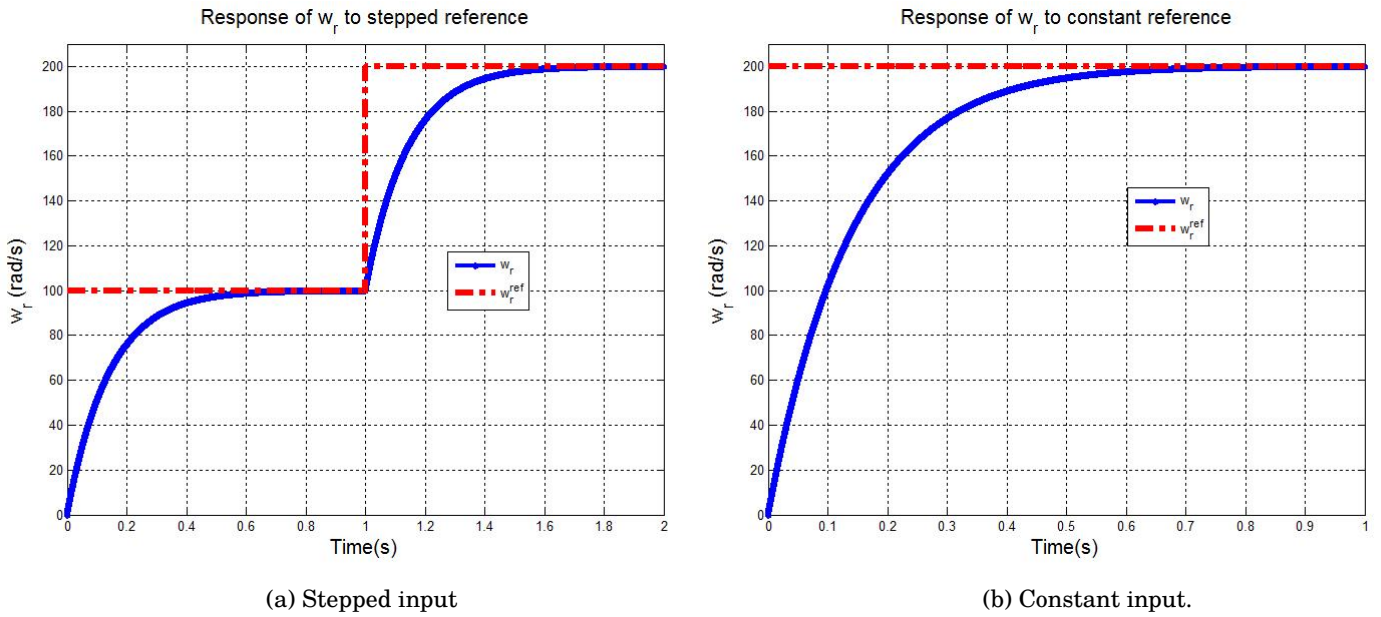 Response of w_r to stepped reference
200
180
160
140
120
100
80
60
40
20
0
w_r (rad/s)
w_r
w_r^ref
0 0.2 0.4 0.6 0.8 1 1.2 1.4 1.6 1.8 2
Time(s)
(a) Stepped input
Response of w_r to constant reference
200
180
160
140
120
100
80
60
40
20
0
w_r (rad/s)
w_r
w_r^ref
0 0.1 0.2 0.3 0.4 0.5 0.6 0.7 0.8 0.9 1
Time(s)
(b) Constant input.